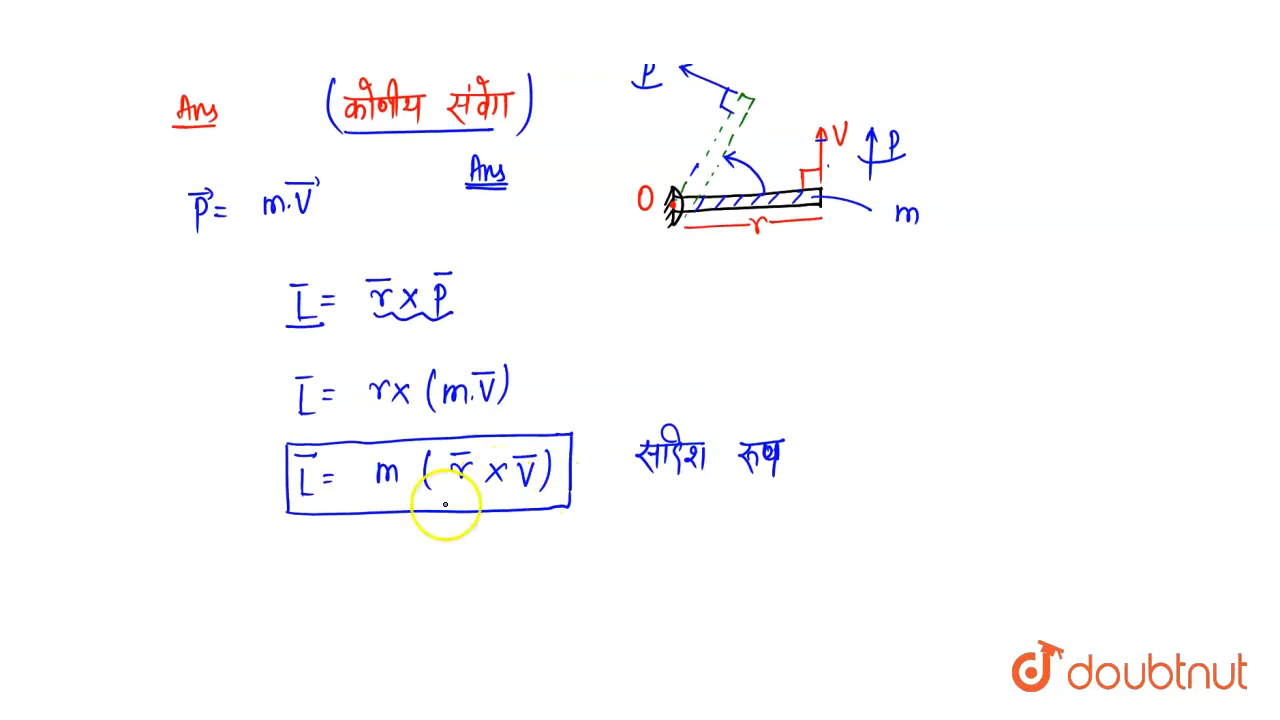 Ans (कोणीय संवेग)
Ans
P = m.V
L = r × P
L = r × (m.V)
L = m ( r × V) सदिश रूप
P
V P
O
r
m
doubtnut